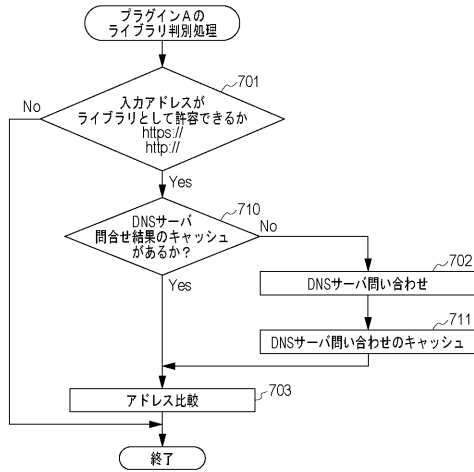 プラグインAの
ライブラリ判別処理
701
入力アドレスが
ライブラリとして許容できるか
https://
http://
No
Yes
710
DNSサーバ
問合せ結果のキャッシュ
があるか？
No
Yes
702
DNSサーバ問い合わせ
711
DNSサーバ問い合わせのキャッシュ
703
アドレス比較
終了